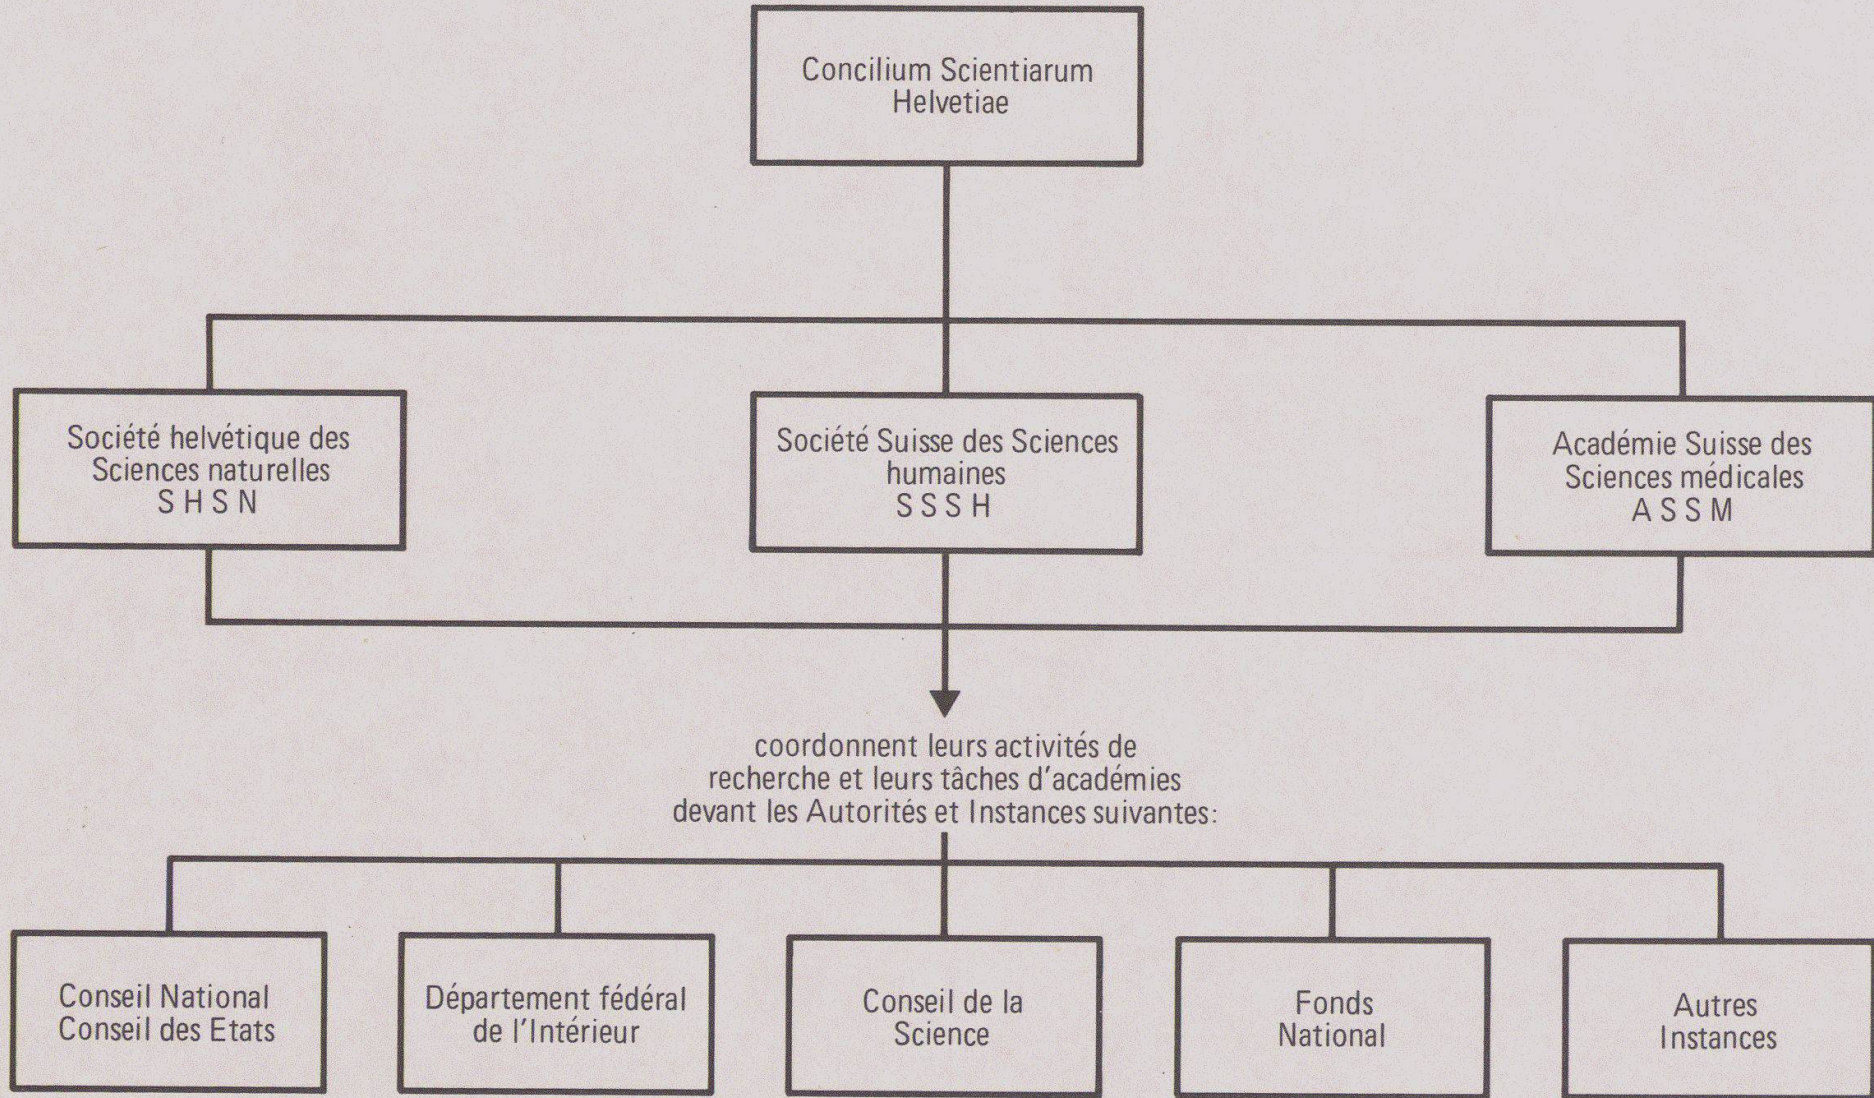 Concilium Scientiarum
Helvetiae
Société helvétique des
Sciences naturelles
S H S N
Société Suisse des Sciences
humaines
S S S H
Académie Suisse des
Sciences médicales
A S S M
coordonnent leurs activités de
recherche et leurs tâches d'académies
devant les Autorités et Instances suivantes:
Conseil National
Conseil des Etats
Département fédéral
de l'Intérieur
Conseil de la
Science
Fonds
National
Autres
Instances